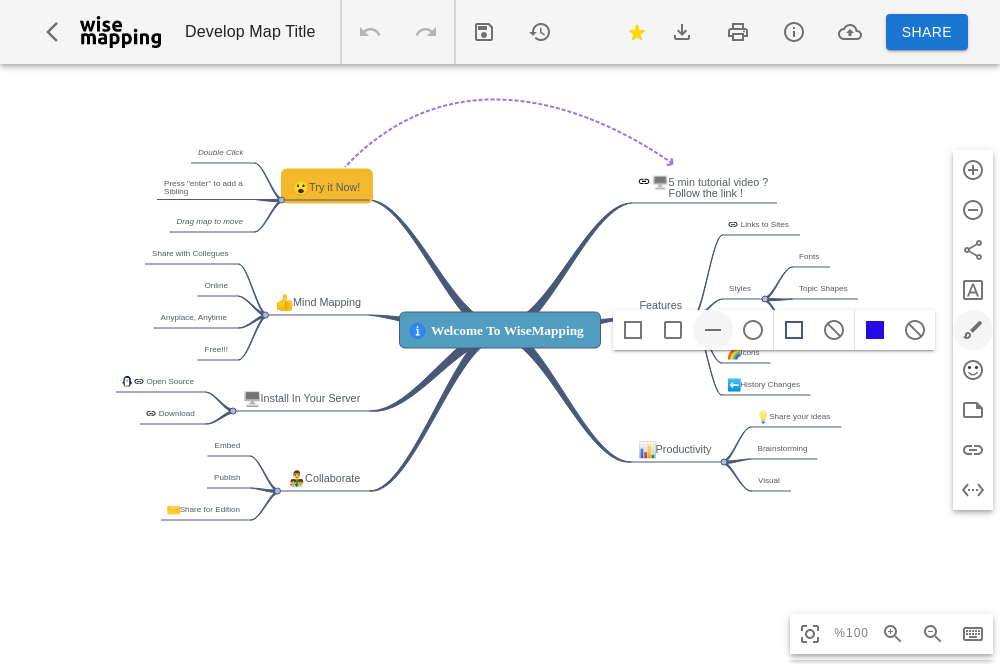 wise
mapping
Develop Map Title
SHARE
Double Click
Press "enter" to add a
Sibling
Try it Now!
Drag map to move
5 min tutorial video ?
Follow the link !
Links to Sites
Fonts
Styles
Topic Shapes
Share with Collegues
Online
Mind Mapping
Anyplace, Anytime
Free!!!
Features
Welcome To WiseMapping
Icons
History Changes
Open Source
Install In Your Server
Download
Share your ideas
Productivity
Brainstorming
Visual
Embed
Collaborate
Publish
Share for Edition
%100